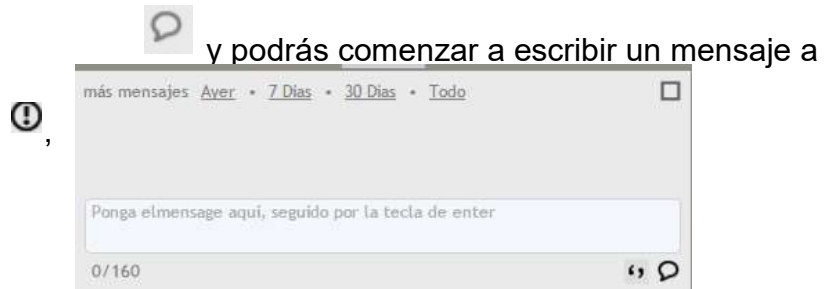 y podrás comenzar a escribir un mensaje a
más mensajes Ayer • 7 Dias • 30 Dias • Todo
,
Ponga elmensage aquí, seguido por la tecla de enter
0/160